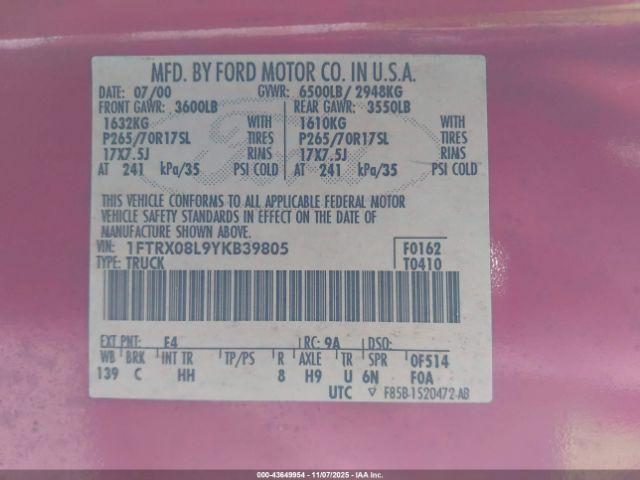 MFD. BY FORD MOTOR CO. IN U.S.A.
DATE: 07/00 GVWR: 6500LB/ 2948KG
FRONT GAWR: 3600LB REAR GAWR: 3550LB
1632KG WITH 1610KG WITH
P265/70R17SL TIRES P265/70R17SL TIRES
17X7.5J RIMS 17X7.5J RIMS
AT 241 kPa/35 PSI COLD AT 241 kPa/35 PSI COLD
THIS VEHICLE CONFORMS TO ALL APPLICABLE FEDERAL MOTOR
VEHICLE SAFETY STANDARDS IN EFFECT ON THE DATE OF
MANUFACTURE SHOWN ABOVE.
VIN: 1FTRX08L9YKB39805 F0162
TYPE: TRUCK T0410
EXT PNT: E4 RC: 9A DSO:
WB BRK INT TR TP/PS R AXLE TR SPR 0F514
139 C HH 8 H9 U 6N F0A
UTC F85B-1520472-AB
000-43649954 - 11/07/2025 - IAA Inc.